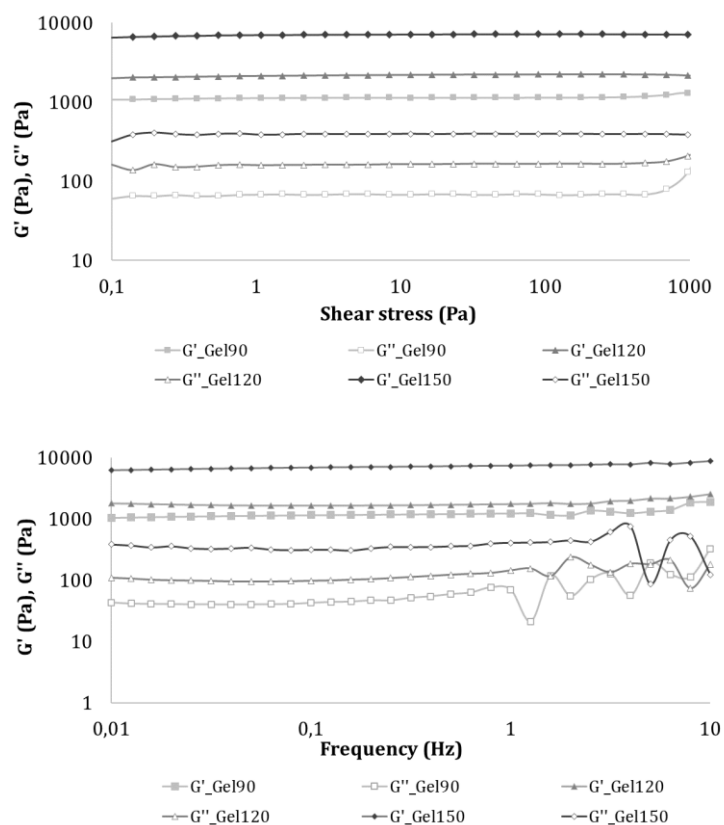 10000
1000
100
10
G' (Pa), G'' (Pa)
0,1 1 10 100 1000
Shear stress (Pa)
G'_Gel90 G''_Gel90 G'_Gel120
G''_Gel120 G'_Gel150 G''_Gel150
10000
1000
100
10
1
G' (Pa), G'' (Pa)
0,01 0,1 1 10
Frequency (Hz)
G'_Gel90 G''_Gel90 G'_Gel120
G''_Gel120 G'_Gel150 G''_Gel150